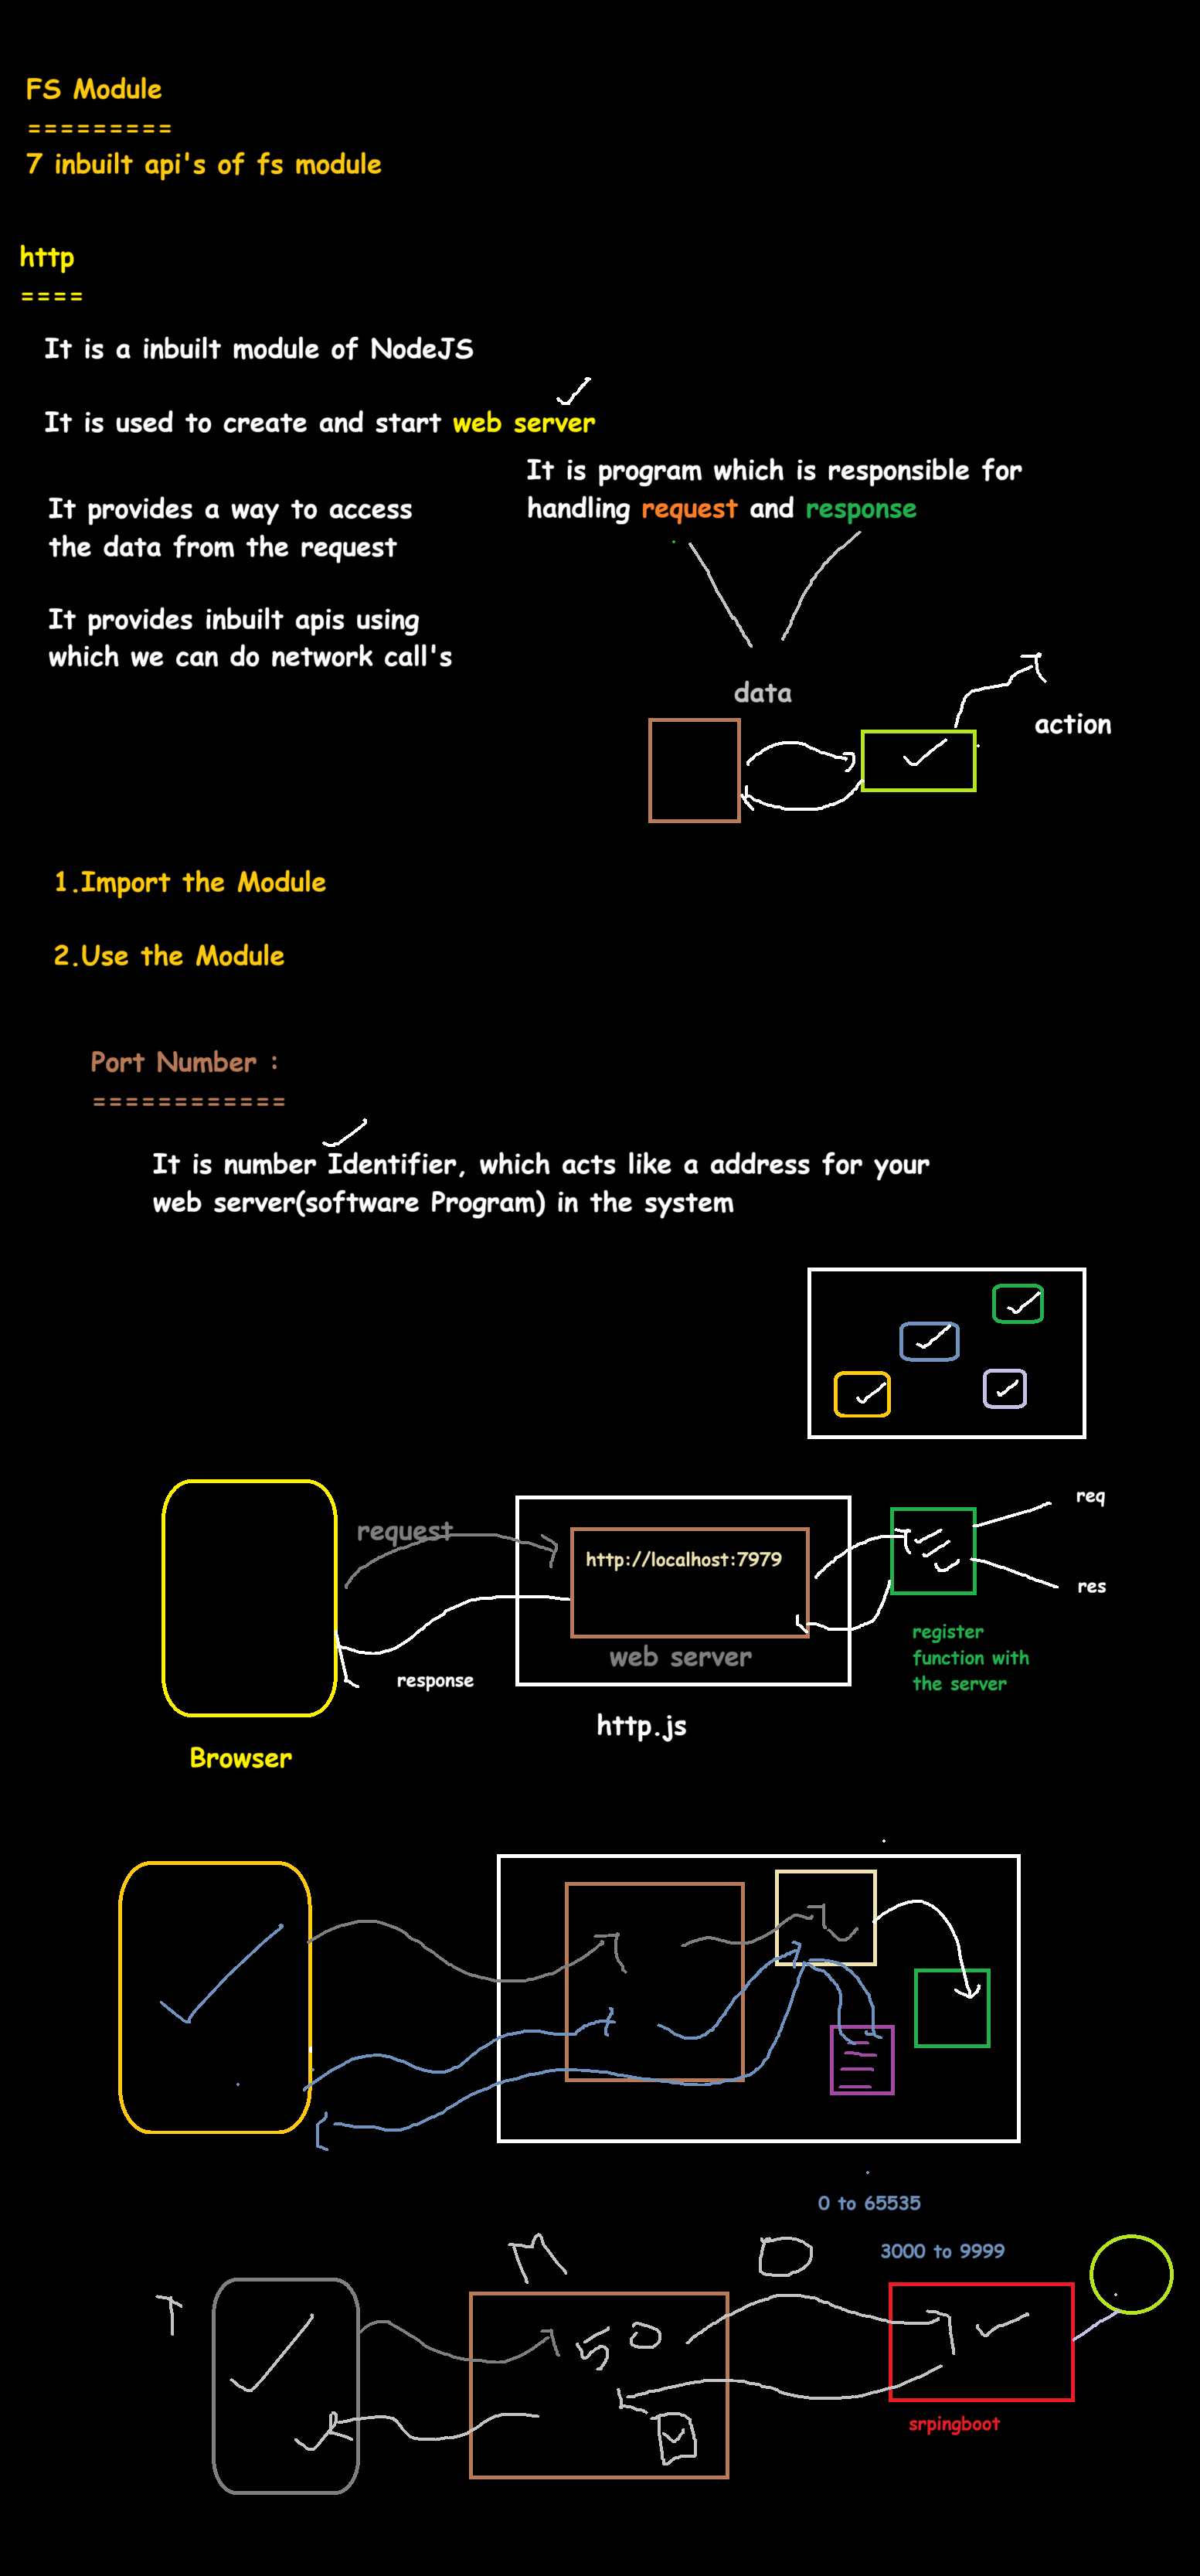 FS Module
=========
7 inbuilt api's of fs module
http
====
It is a inbuilt module of NodeJS
It is used to create and start web server
It is program which is responsible for
handling request and response
It provides a way to access
the data from the request
It provides inbuilt apis using
which we can do network call's
data
action
1.Import the Module
2.Use the Module
Port Number :
============
It is number Identifier, which acts like a address for your
web server(software Program) in the system
request
http://localhost:7979
web server
response
http.js
Browser
req
res
register
function with
the server
0 to 65535
3000 to 9999
T
M
D
50
srpingboot